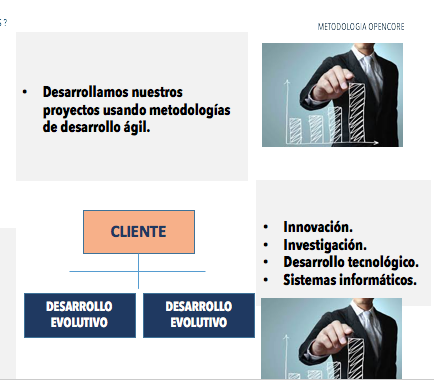 S ?
METODOLOGIA OPENCORE
• Desarrollamos nuestros
proyectos usando metodologías
de desarrollo ágil.
CLIENTE
DESARROLLO
EVOLUTIVO
DESARROLLO
EVOLUTIVO
• Innovación.
• Investigación.
• Desarrollo tecnológico.
• Sistemas informáticos.